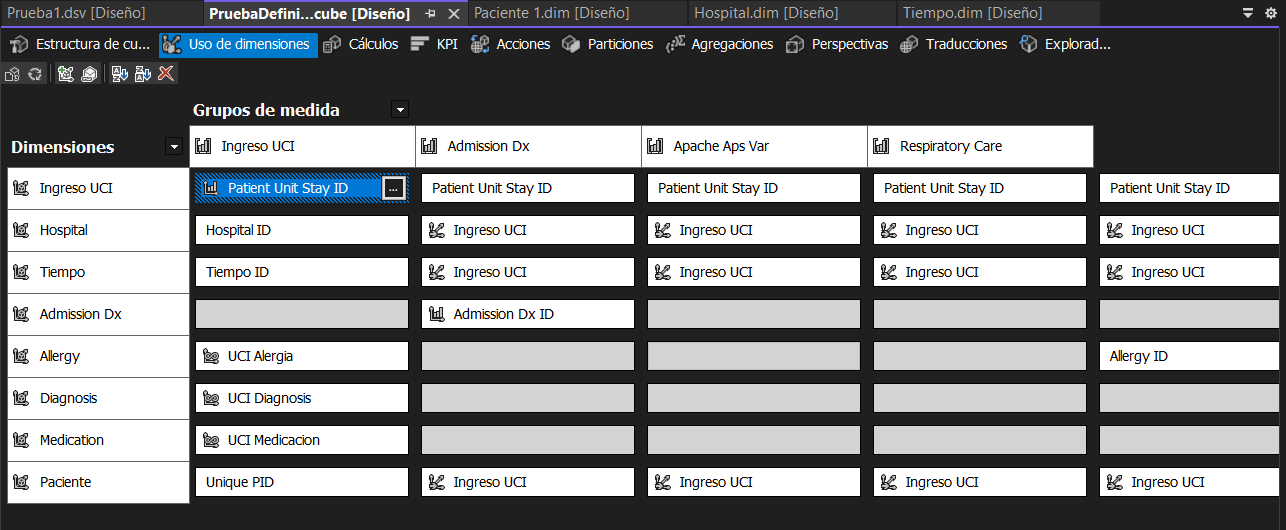 Prueba1.dsv [Diseño] PruebaDefini...cube [Diseño] Paciente 1.dim [Diseño] Hospital.dim [Diseño] Tiempo.dim [Diseño]
Estructura de cu... Uso de dimensiones Cálculos KPI Acciones Particiones Agregaciones Perspectivas Traducciones Explorad...
Grupos de medida
Dimensiones Ingreso UCI Admission Dx Apache Aps Var Respiratory Care
Ingreso UCI Patient Unit Stay ID ... Patient Unit Stay ID Patient Unit Stay ID Patient Unit Stay ID Patient Unit Stay ID
Hospital Hospital ID Ingreso UCI Ingreso UCI Ingreso UCI Ingreso UCI
Tiempo Tiempo ID Ingreso UCI Ingreso UCI Ingreso UCI Ingreso UCI
Admission Dx Admission Dx ID
Allergy UCI Alergia Allergy ID
Diagnosis UCI Diagnosis
Medication UCI Medicacion
Paciente Unique PID Ingreso UCI Ingreso UCI Ingreso UCI Ingreso UCI